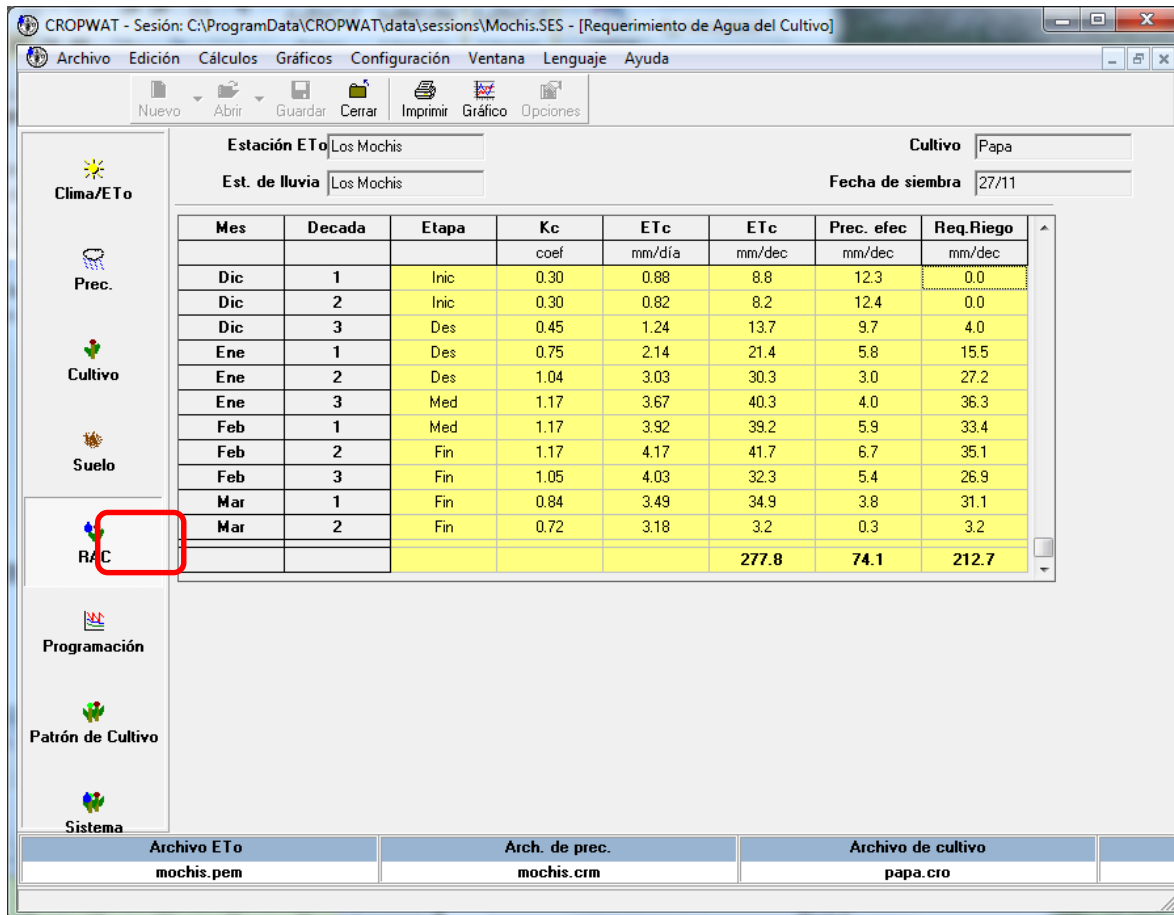 CROPWAT - Sesión: C:\ProgramData\CROPWAT\data\sessions\Mochis.SES - [Requerimiento de Agua del Cultivo]
Archivo Edición Cálculos Gráficos Configuración Ventana Lenguaje Ayuda
Nuevo Abrir Guardar Cerrar Imprimir Gráfico Opciones
Estación ETo Los Mochis Cultivo Papa
Est. de lluvia Los Mochis Fecha de siembra 27/11
Clima/ETo
Prec.
Cultivo
Suelo
RAC
Programación
Patrón de Cultivo
Sistema
Mes Decada Etapa Kc ETc ETc Prec. efec Req.Riego
coef mm/día mm/dec mm/dec mm/dec
Dic 1 Inic 0.30 0.88 8.8 12.3 0.0
Dic 2 Inic 0.30 0.82 8.2 12.4 0.0
Dic 3 Des 0.45 1.24 13.7 9.7 4.0
Ene 1 Des 0.75 2.14 21.4 5.8 15.5
Ene 2 Des 1.04 3.03 30.3 3.0 27.2
Ene 3 Med 1.17 3.67 40.3 4.0 36.3
Feb 1 Med 1.17 3.92 39.2 5.9 33.4
Feb 2 Fin 1.17 4.17 41.7 6.7 35.1
Feb 3 Fin 1.05 4.03 32.3 5.4 26.9
Mar 1 Fin 0.84 3.49 34.9 3.8 31.1
Mar 2 Fin 0.72 3.18 3.2 0.3 3.2
277.8 74.1 212.7
Archivo ETo Arch. de prec. Archivo de cultivo
mochis.pem mochis.crm papa.cro